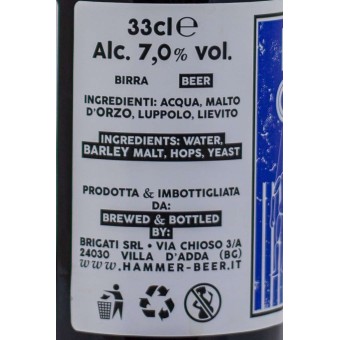 33cl℮
Alc. 7,0% vol.
BIRRA BEER
INGREDIENTI: ACQUA, MALTO
D'ORZO, LUPPOLO, LIEVITO
INGREDIENTS: WATER,
BARLEY MALT, HOPS, YEAST
PRODOTTA & IMBOTTIGLIATA
DA:
BREWED & BOTTLED
BY:
BRIGATI SRL • VIA CHIOSO 3/A
24030 VILLA D'ADDA (BG)
WWW.HAMMER-BEER.IT